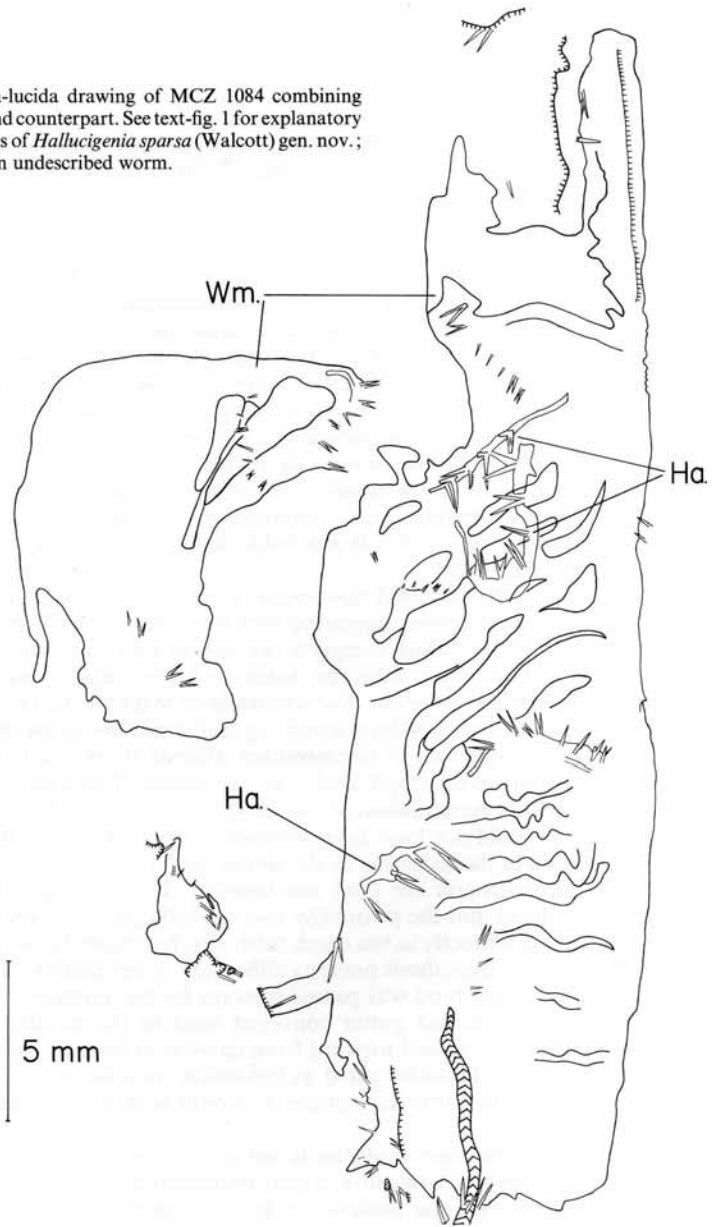 -lucida drawing of MCZ 1084 combining
nd counterpart. See text-fig. 1 for explanatory
s of Hallucigenia sparsa (Walcott) gen. nov.;
n undescribed worm.
Wm.
Ha.
Ha.
5 mm